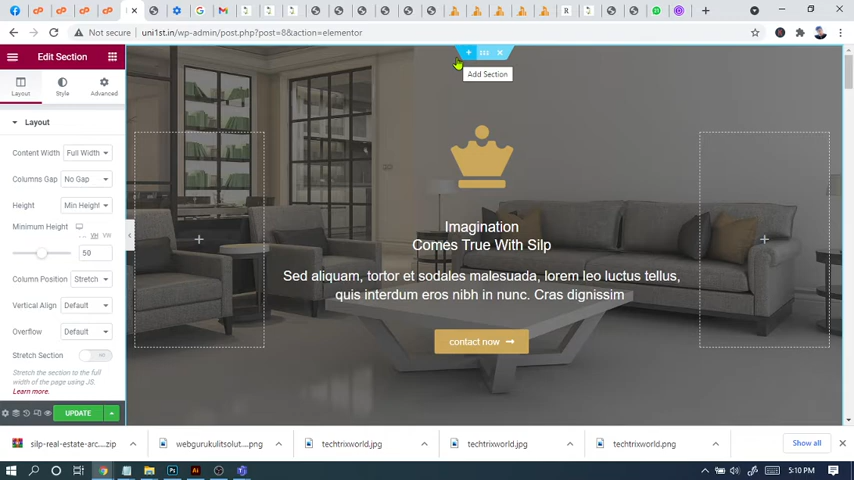 Not secure
uni1st.in/wp-admin/post.php?post=8&action=elementor
Edit Section
Layout
Style
Advanced
Layout
Content Width
Full Width
Columns Gap
No Gap
Height
Min Height
Minimum Height
VH
VW
50
Column Position
Stretch
Vertical Align
Default
Overflow
Default
Stretch Section
NO
Stretch the section to the full
width of the page using JS.
Learn more.
UPDATE
Add Section
Imagination
Comes True With Silp
Sed aliquam, tortor et sodales malesuada, lorem leo luctus tellus,
quis interdum eros nibh in nunc. Cras dignissim
contact now
silp-real-estate-arc....zip
webgurukulitsolut....png
techtrixworld.jpg
techtrixworld.jpg
techtrixworld.png
Show all
5:10 PM